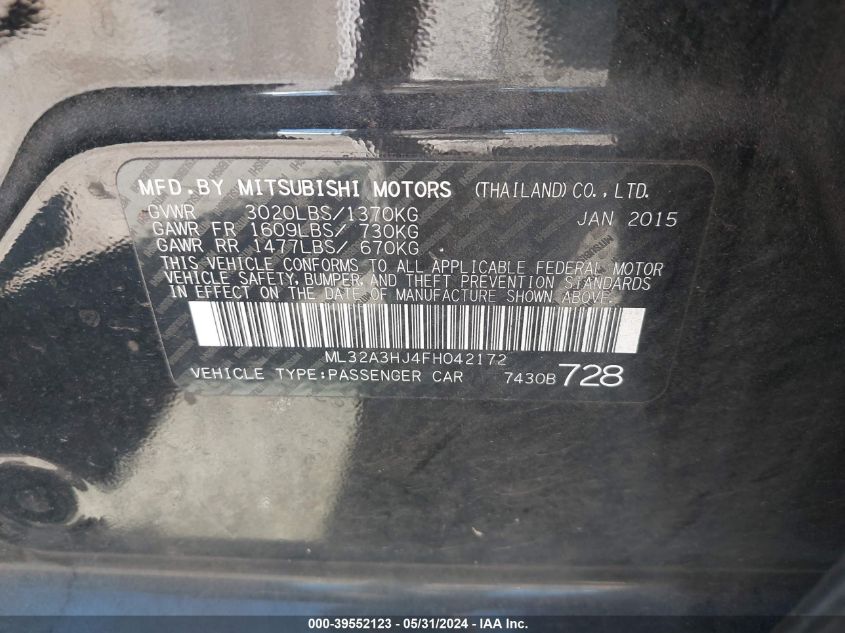 MFD.BY MITSUBISHI MOTORS (THAILAND)CO.,LTD.
GVWR 3020LBS/1370KG JAN 2015
GAWR FR 1609LBS/ 730KG
GAWR RR 1477LBS/ 670KG
THIS VEHICLE CONFORMS TO ALL APPLICABLE FEDERAL MOTOR
VEHICLE SAFETY, BUMPER, AND THEFT PREVENTION STANDARDS
IN EFFECT ON THE DATE OF MANUFACTURE SHOWN ABOVE.
ML32A3HJ4FH042172
VEHICLE TYPE:PASSENGER CAR 7430B 728
000-39552123 - 05/31/2024 - IAA Inc.